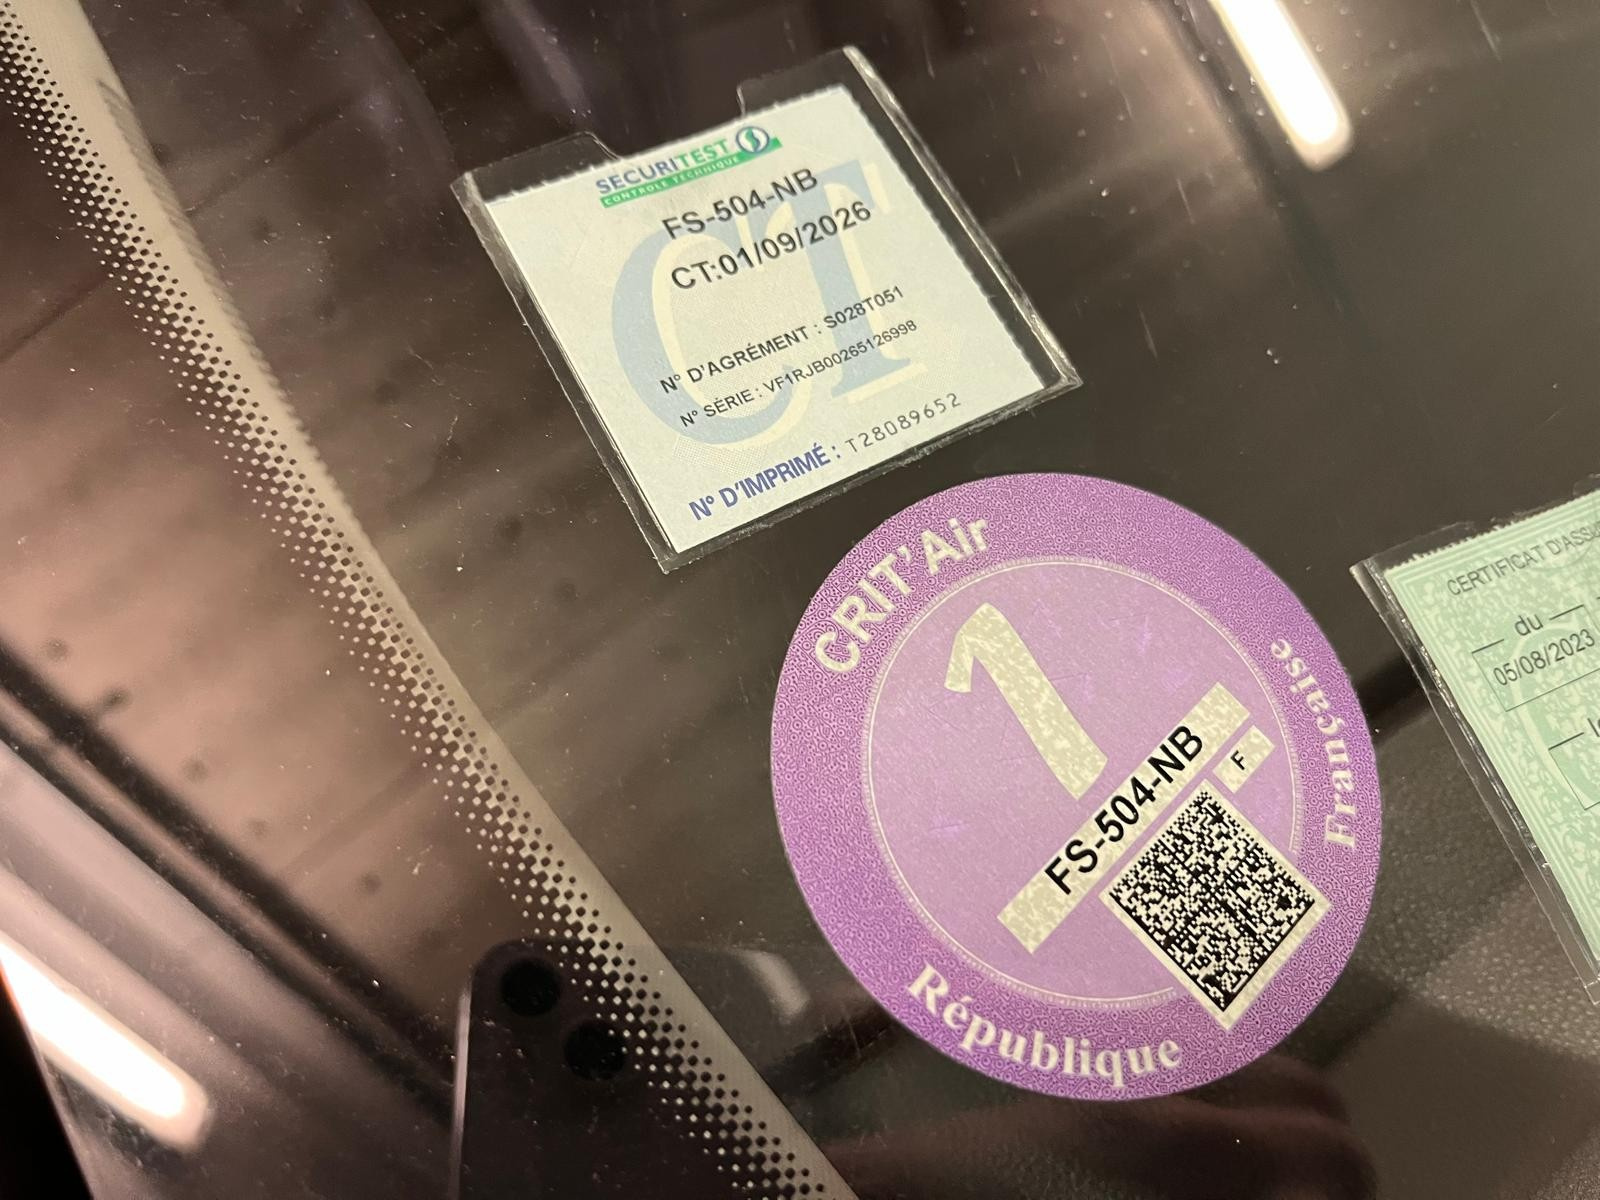 SECURITEST
CONTROLE TECHNIQUE
CT
FS-504-NB
CT:01/09/2026
N° D'AGRÉMENT : S028T051
N° SÉRIE : VF1RJB00265126998
N° D'IMPRIMÉ : T28089652
CRIT'Air
1
FS-504-NB
F
République
Française
CERTIFICAT
du
05/08/2023